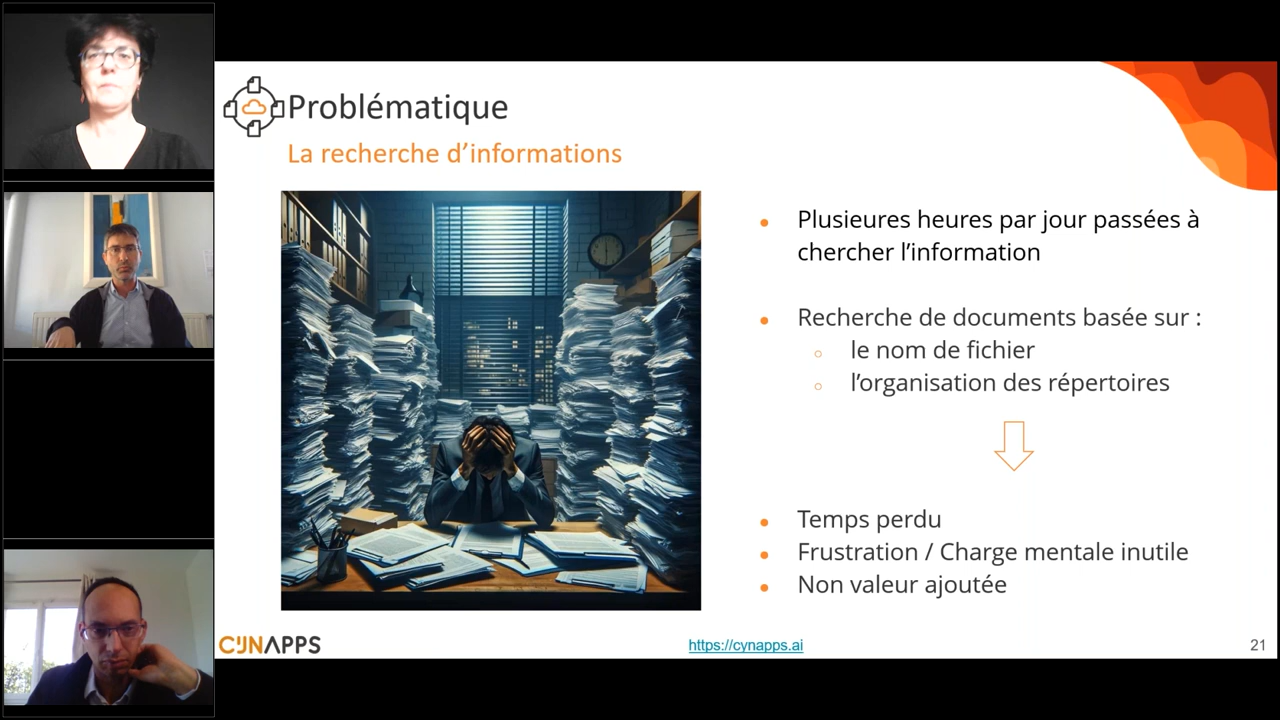 Problématique
La recherche d’informations
Plusieures heures par jour passées à
chercher l’information
Recherche de documents basée sur :
le nom de fichier
l’organisation des répertoires
Temps perdu
Frustration / Charge mentale inutile
Non valeur ajoutée
CYNAPPS
https://cynapps.ai
21